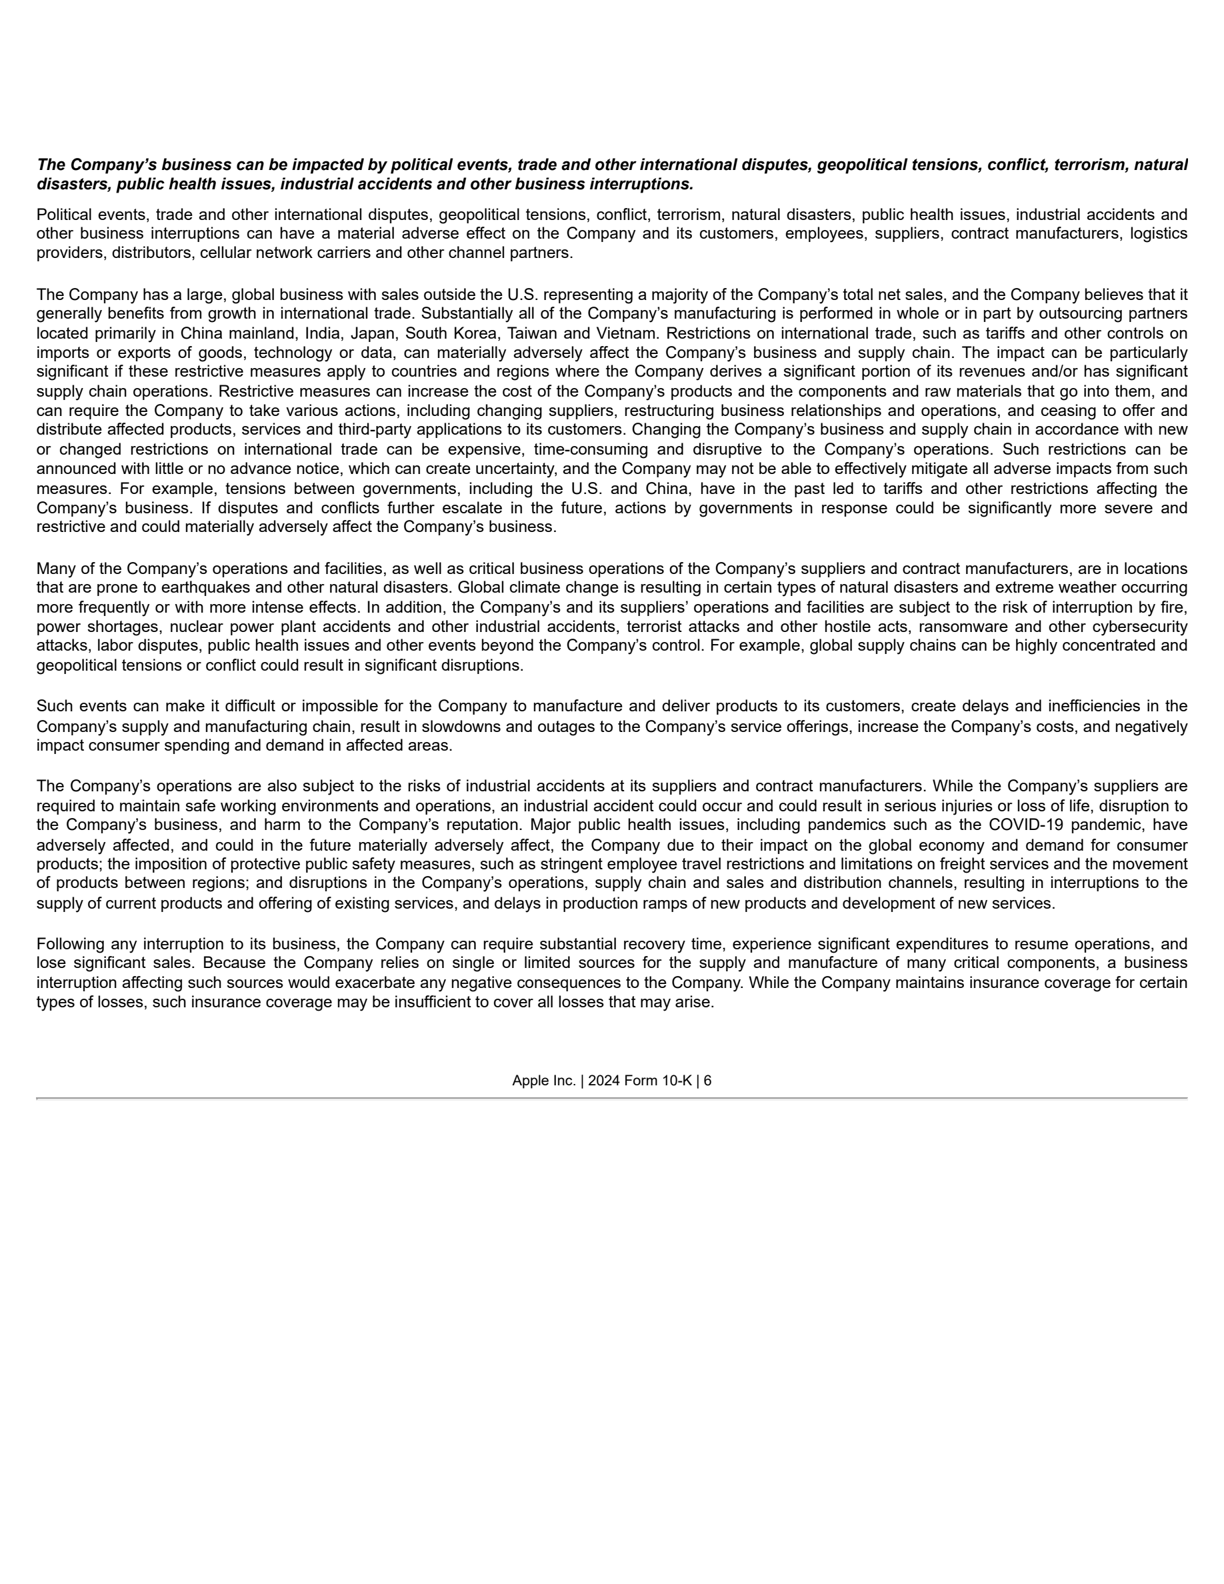 The Company’s business can be impacted by political events, trade and other international disputes, geopolitical tensions, conflict, terrorism, natural
disasters, public health issues, industrial accidents and other business interruptions.
Political events, trade and other international disputes, geopolitical tensions, conflict, terrorism, natural disasters, public health issues, industrial accidents and
other business interruptions can have a material adverse effect on the Company and its customers, employees, suppliers, contract manufacturers, logistics
providers, distributors, cellular network carriers and other channel partners.
The Company has a large, global business with sales outside the U.S. representing a majority of the Company’s total net sales, and the Company believes that it
generally benefits from growth in international trade. Substantially all of the Company’s manufacturing is performed in whole or in part by outsourcing partners
located primarily in China mainland, India, Japan, South Korea, Taiwan and Vietnam. Restrictions on international trade, such as tariffs and other controls on
imports or exports of goods, technology or data, can materially adversely affect the Company’s business and supply chain. The impact can be particularly
significant if these restrictive measures apply to countries and regions where the Company derives a significant portion of its revenues and/or has significant
supply chain operations. Restrictive measures can increase the cost of the Company’s products and the components and raw materials that go into them, and
can require the Company to take various actions, including changing suppliers, restructuring business relationships and operations, and ceasing to offer and
distribute affected products, services and third-party applications to its customers. Changing the Company’s business and supply chain in accordance with new
or changed restrictions on international trade can be expensive, time-consuming and disruptive to the Company’s operations. Such restrictions can be
announced with little or no advance notice, which can create uncertainty, and the Company may not be able to effectively mitigate all adverse impacts from such
measures. For example, tensions between governments, including the U.S. and China, have in the past led to tariffs and other restrictions affecting the
Company’s business. If disputes and conflicts further escalate in the future, actions by governments in response could be significantly more severe and
restrictive and could materially adversely affect the Company’s business.
Many of the Company’s operations and facilities, as well as critical business operations of the Company’s suppliers and contract manufacturers, are in locations
that are prone to earthquakes and other natural disasters. Global climate change is resulting in certain types of natural disasters and extreme weather occurring
more frequently or with more intense effects. In addition, the Company’s and its suppliers’ operations and facilities are subject to the risk of interruption by fire,
power shortages, nuclear power plant accidents and other industrial accidents, terrorist attacks and other hostile acts, ransomware and other cybersecurity
attacks, labor disputes, public health issues and other events beyond the Company’s control. For example, global supply chains can be highly concentrated and
geopolitical tensions or conflict could result in significant disruptions.
Such events can make it difficult or impossible for the Company to manufacture and deliver products to its customers, create delays and inefficiencies in the
Company’s supply and manufacturing chain, result in slowdowns and outages to the Company’s service offerings, increase the Company’s costs, and negatively
impact consumer spending and demand in affected areas.
The Company’s operations are also subject to the risks of industrial accidents at its suppliers and contract manufacturers. While the Company’s suppliers are
required to maintain safe working environments and operations, an industrial accident could occur and could result in serious injuries or loss of life, disruption to
the Company’s business, and harm to the Company’s reputation. Major public health issues, including pandemics such as the COVID-19 pandemic, have
adversely affected, and could in the future materially adversely affect, the Company due to their impact on the global economy and demand for consumer
products; the imposition of protective public safety measures, such as stringent employee travel restrictions and limitations on freight services and the movement
of products between regions; and disruptions in the Company’s operations, supply chain and sales and distribution channels, resulting in interruptions to the
supply of current products and offering of existing services, and delays in production ramps of new products and development of new services.
Following any interruption to its business, the Company can require substantial recovery time, experience significant expenditures to resume operations, and
lose significant sales. Because the Company relies on single or limited sources for the supply and manufacture of many critical components, a business
interruption affecting such sources would exacerbate any negative consequences to the Company. While the Company maintains insurance coverage for certain
types of losses, such insurance coverage may be insufficient to cover all losses that may arise.
Apple Inc. | 2024 Form 10-K | 6